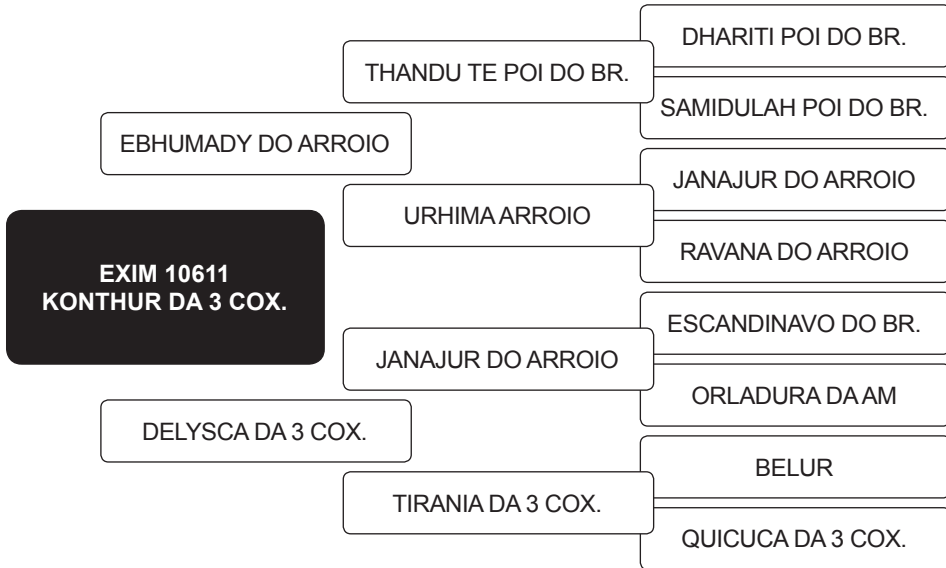 DHARITI POI DO BR.
THANDU TE POI DO BR.
SAMIDULAH POI DO BR.
EBHUMADY DO ARROIO
JANAJUR DO ARROIO
URHIMA ARROIO
RAVANA DO ARROIO
EXIM 10611
KONTHUR DA 3 COX.
ESCANDINAVO DO BR.
JANAJUR DO ARROIO
ORLADURA DA AM
DELYSCA DA 3 COX.
BELUR
TIRANIA DA 3 COX.
QUICUCA DA 3 COX.